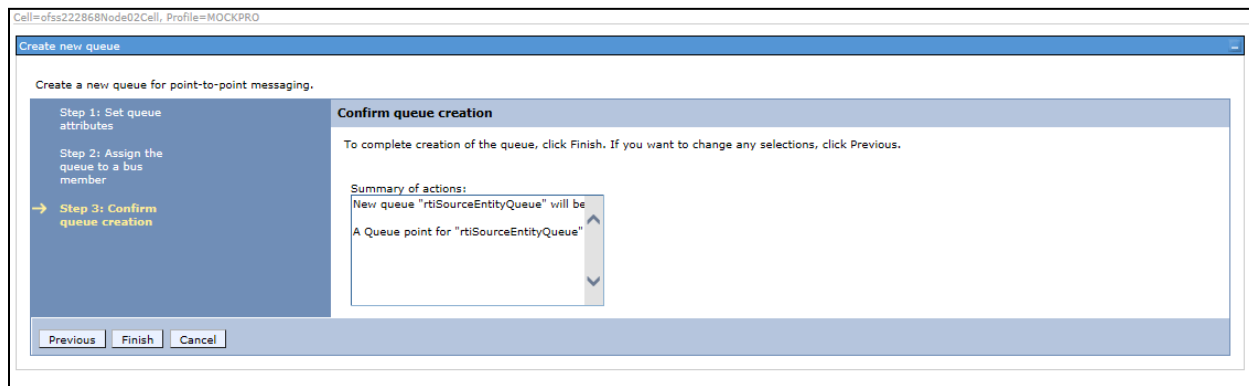 Cell=ofss222868Node02Cell, Profile=MOCKPRO
Create new queue
Create a new queue for point-to-point messaging.
Step 1: Set queue
attributes
Step 2: Assign the
queue to a bus
member
Step 3: Confirm
queue creation
Confirm queue creation
To complete creation of the queue, click Finish. If you want to change any selections, click Previous.
Summary of actions:
New queue "rtiSourceEntityQueue" will be
A Queue point for "rtiSourceEntityQueue"
Previous Finish Cancel